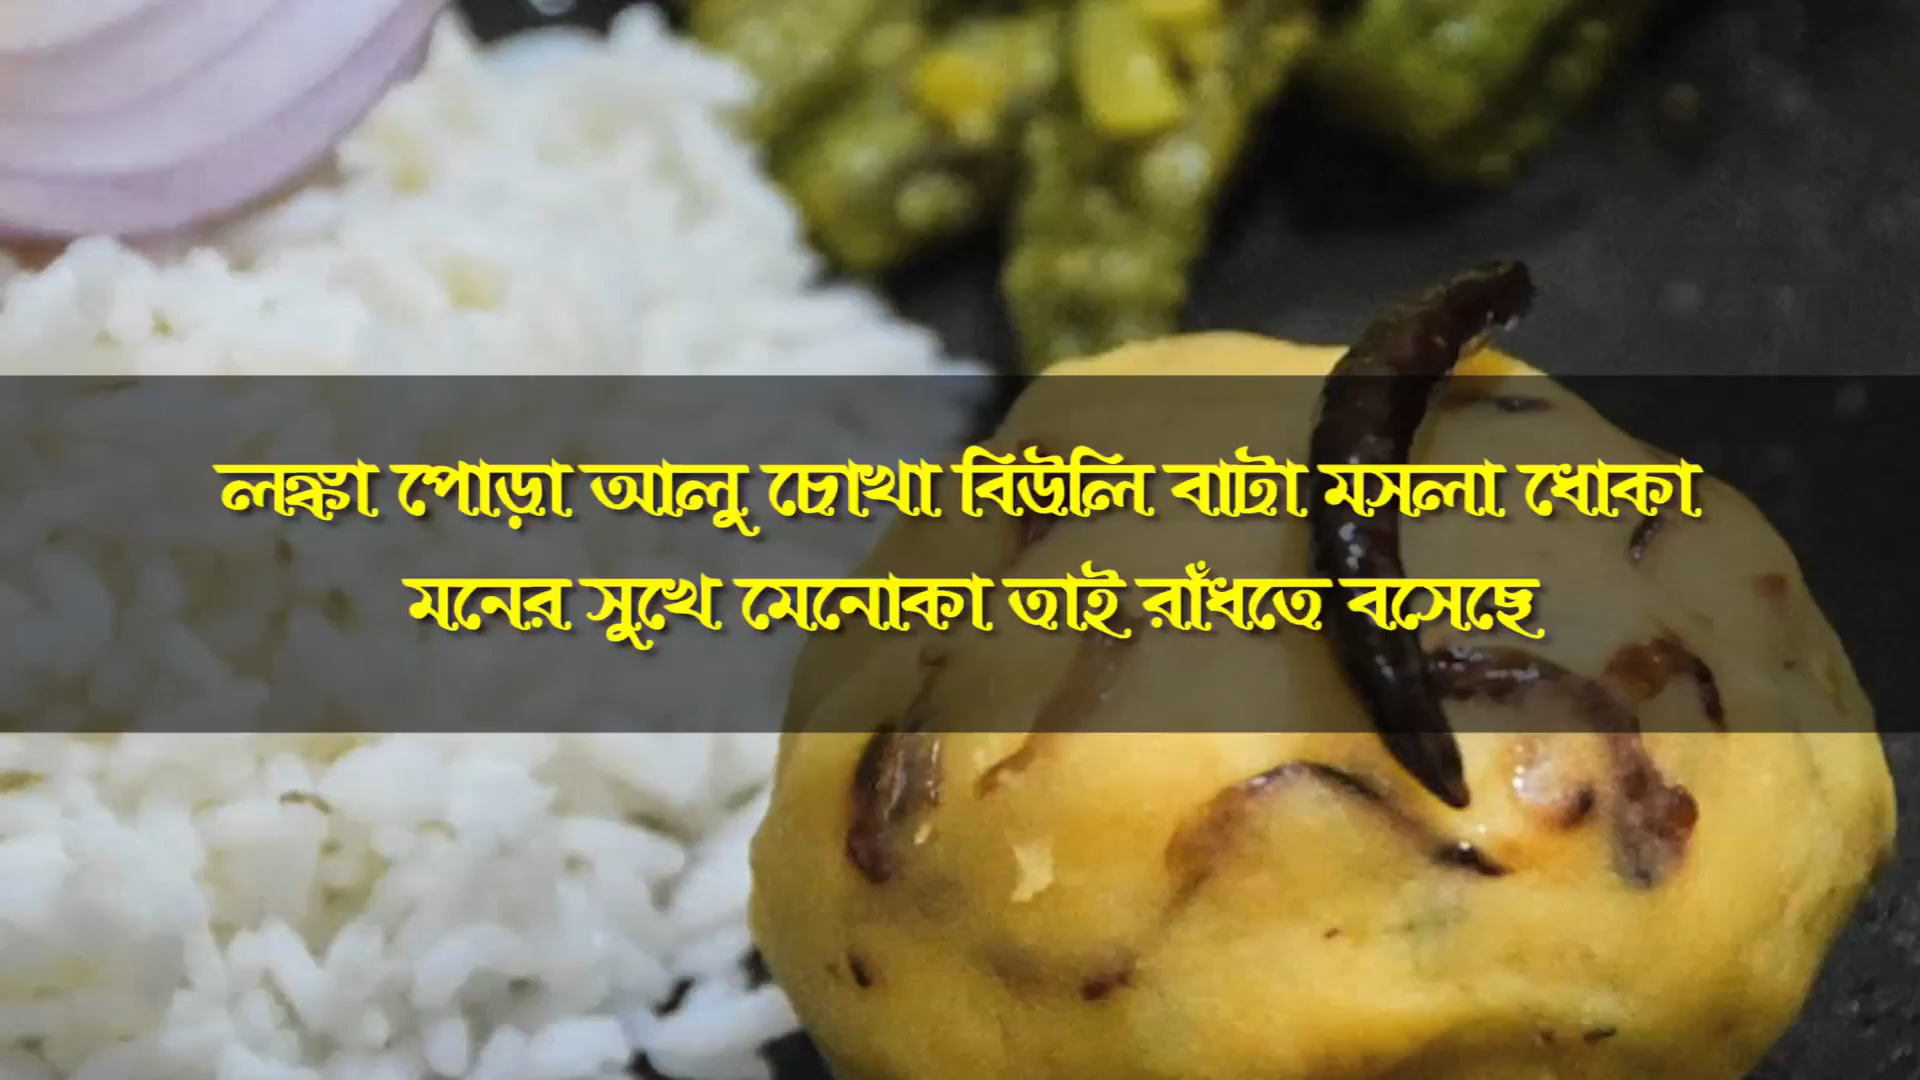 লঙ্কা পোড়া আলু চোখা বিউলি বাটা মসলা ধোকা
মনের সুখে মেনোকা তাই রাঁধতে বসেছে